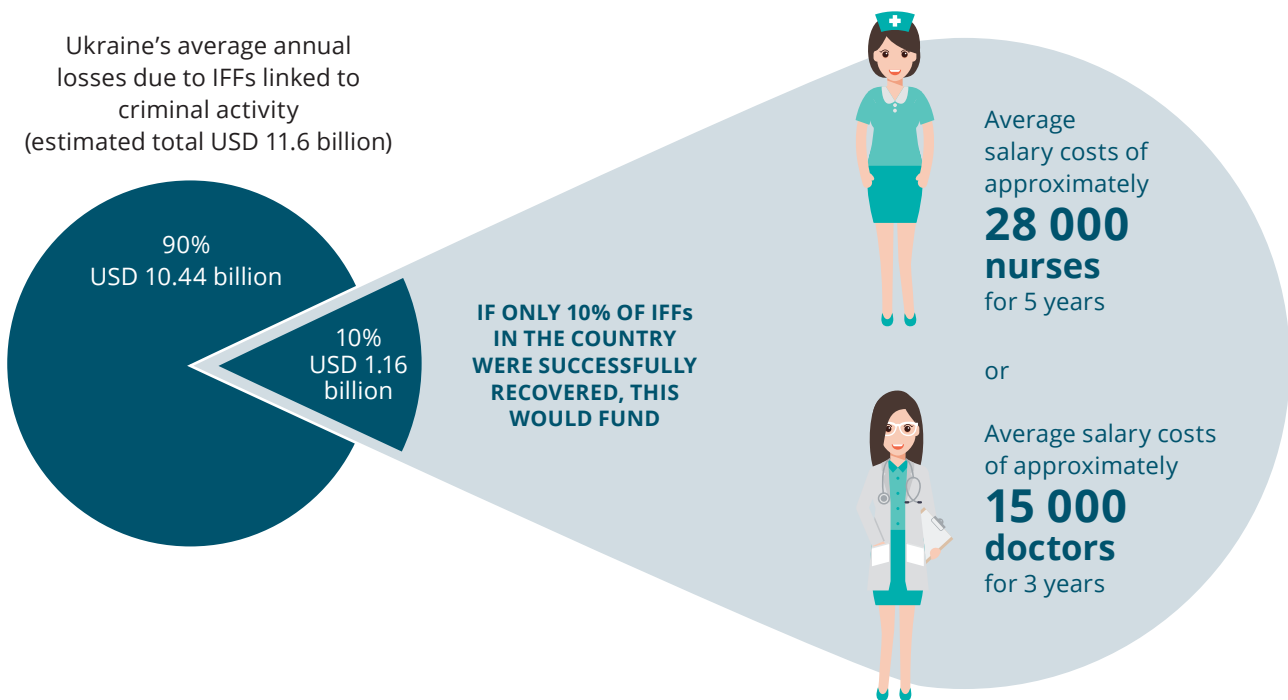 Ukraine’s average annual
losses due to IFFs linked to
criminal activity
(estimated total USD 11.6 billion)
90%
USD 10.44 billion
10%
USD 1.16
billion
IF ONLY 10% OF IFFs
IN THE COUNTRY
WERE SUCCESSFULLY
RECOVERED, THIS
WOULD FUND
Average
salary costs of
approximately
28 000
nurses
for 5 years
or
Average salary costs
of approximately
15 000
doctors
for 3 years